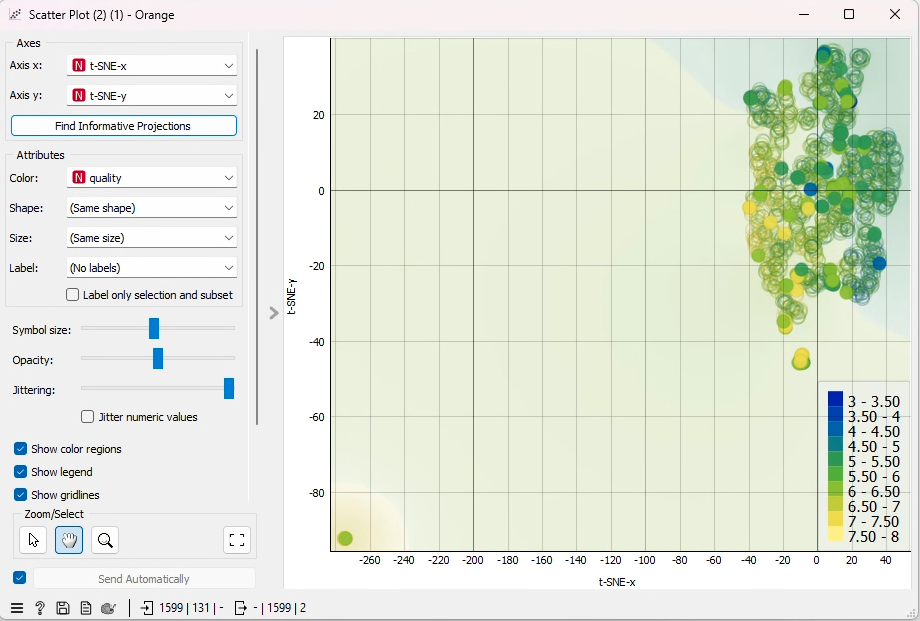 Scatter Plot (2) (1) - Orange
Axes
Axis x: N t-SNE-x
Axis y: N t-SNE-y
Find Informative Projections
Attributes
Color: N quality
Shape: (Same shape)
Size: (Same size)
Label: (No labels)
Label only selection and subset
Symbol size:
Opacity:
Jittering:
Jitter numeric values
Show color regions
Show legend
Show gridlines
Zoom/Select
Send Automatically
1599 | 131 | - - | 1599 | 2
t-SNE-y
20
0
-20
-40
-60
-80
-260 -240 -220 -200 -180 -160 -140 -120 -100 -80 -60 -40 -20 0 20 40
t-SNE-x
3 - 3.50
3.50 - 4
4 - 4.50
4.50 - 5
5 - 5.50
5.50 - 6
6 - 6.50
6.50 - 7
7 - 7.50
7.50 - 8